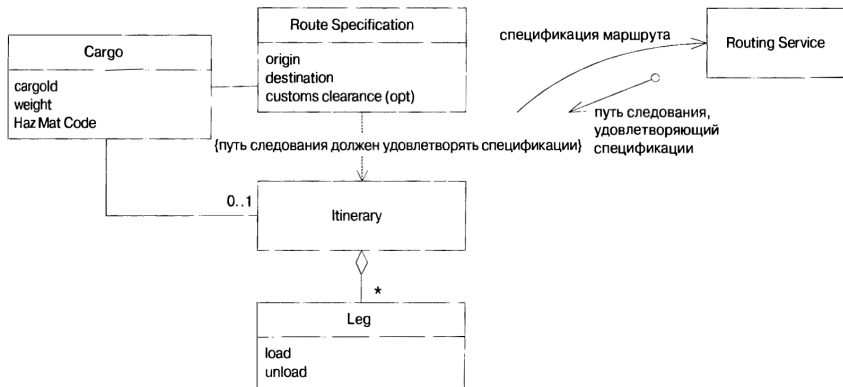 Route Specification
спецификация маршрута
Routing Service
Cargo
origin
destination
customs clearance (opt)
cargoId
weight
Haz Mat Code
путь следования,
удовлетворяющий
спецификации
{путь следования должен удовлетворять спецификации}
0..1
Itinerary
*
Leg
load
unload